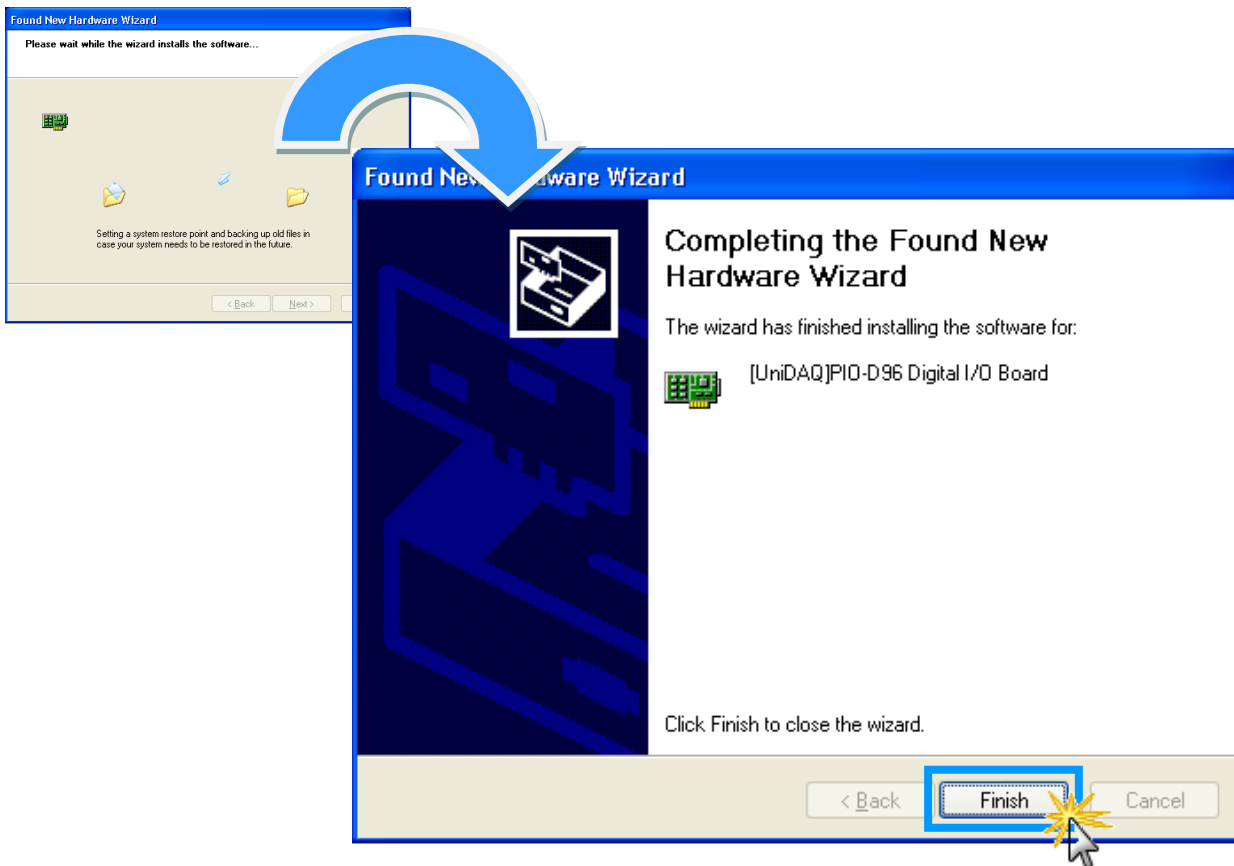 Found New Hardware Wizard
Please wait while the wizard installs the software...
Setting a system restore point and backing up old files in
case your system needs to be restored in the future.
< Back
Next >
Found New Hardware Wizard
Completing the Found New
Hardware Wizard
The wizard has finished installing the software for:
[UniDAQ]PIO-D96 Digital I/O Board
Click Finish to close the wizard.
< Back
Finish
Cancel